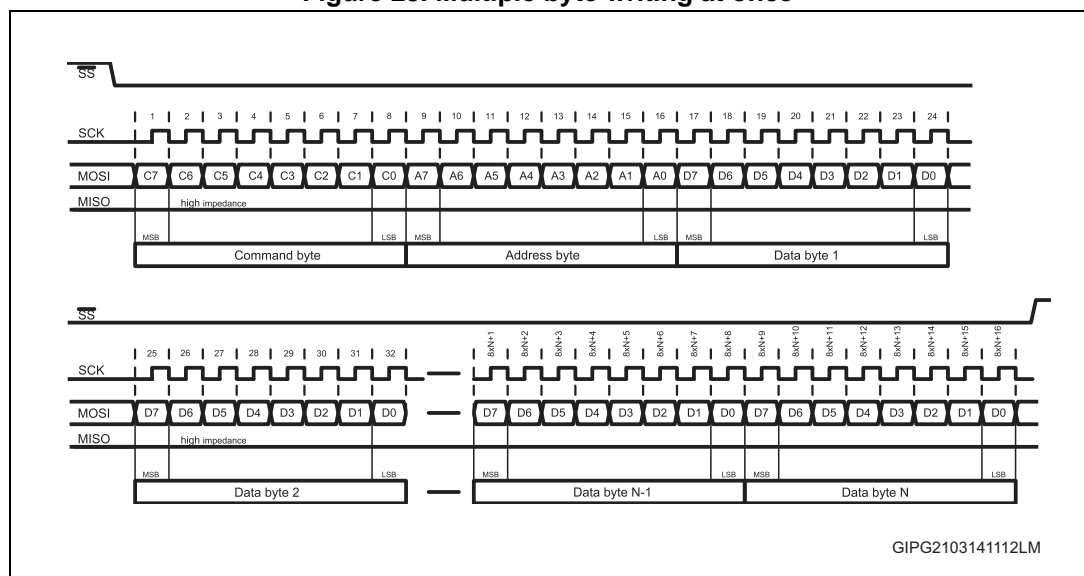 SS
1 2 3 4 5 6 7 8 9 10 11 12 13 14 15 16 17 18 19 20 21 22 23 24
SCK
MOSI C7 C6 C5 C4 C3 C2 C1 C0 A7 A6 A5 A4 A3 A2 A1 A0 D7 D6 D5 D4 D3 D2 D1 D0
MISO high impedance
MSB LSB MSB LSB MSB LSB
Command byte Address byte Data byte 1
SS
25 26 27 28 29 30 31 32 8xN+1 8xN+2 8xN+3 8xN+4 8xN+5 8xN+6 8xN+7 8xN+8 8xN+9 8xN+10 8xN+11 8xN+12 8xN+13 8xN+14 8xN+15 8xN+16
SCK
MOSI D7 D6 D5 D4 D3 D2 D1 D0 D7 D6 D5 D4 D3 D2 D1 D0 D7 D6 D5 D4 D3 D2 D1 D0
MISO high impedance
MSB LSB MSB LSB MSB LSB
Data byte 2 Data byte N-1 Data byte N
GIPG2103141112LM